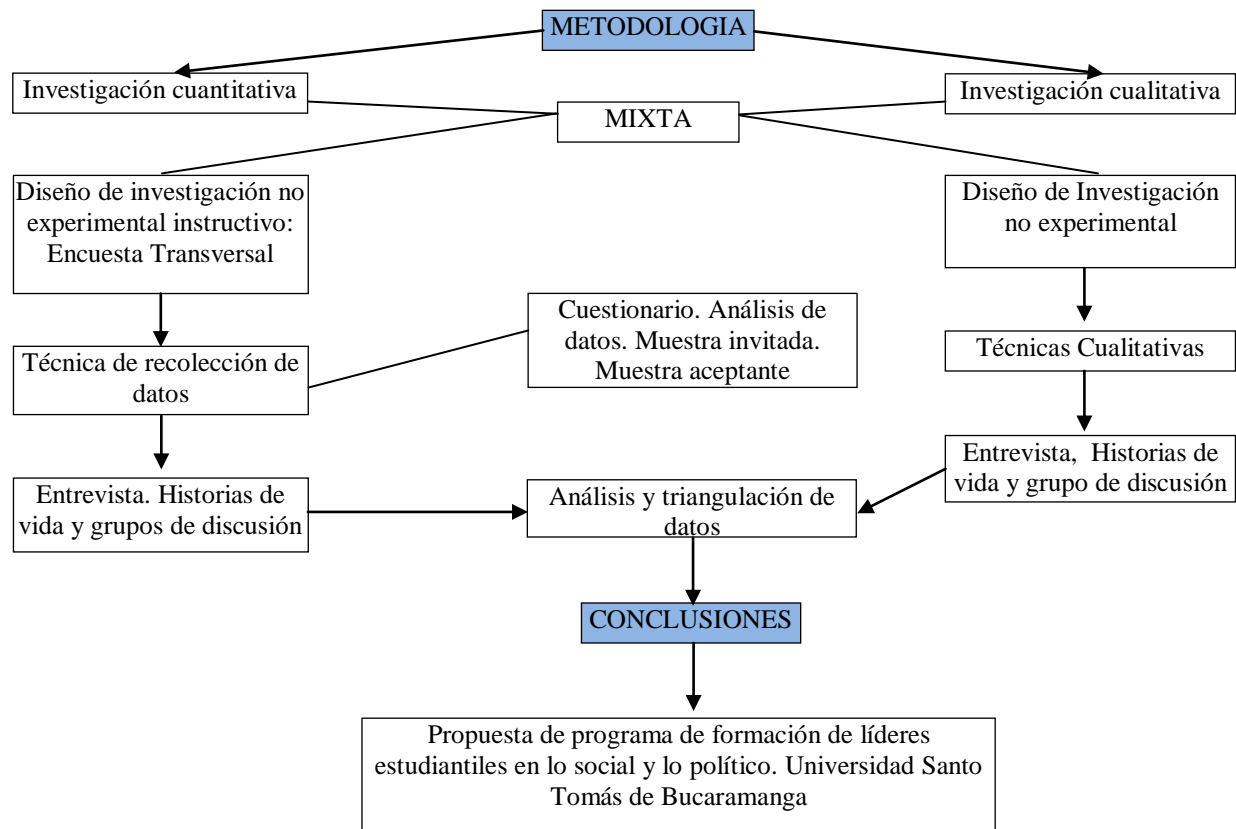 METODOLOGIA
Investigación cuantitativa
Investigación cualitativa
MIXTA
Diseño de investigación no
experimental instructivo:
Encuesta Transversal
Diseño de Investigación
no experimental
Cuestionario. Análisis de
datos. Muestra invitada.
Muestra aceptante
Técnica de recolección de
datos
Técnicas Cualitativas
Entrevista. Historias de
vida y grupos de discusión
Análisis y triangulación de
datos
Entrevista, Historias de
vida y grupo de discusión
CONCLUSIONES
Propuesta de programa de formación de líderes
estudiantiles en lo social y lo político. Universidad Santo
Tomás de Bucaramanga